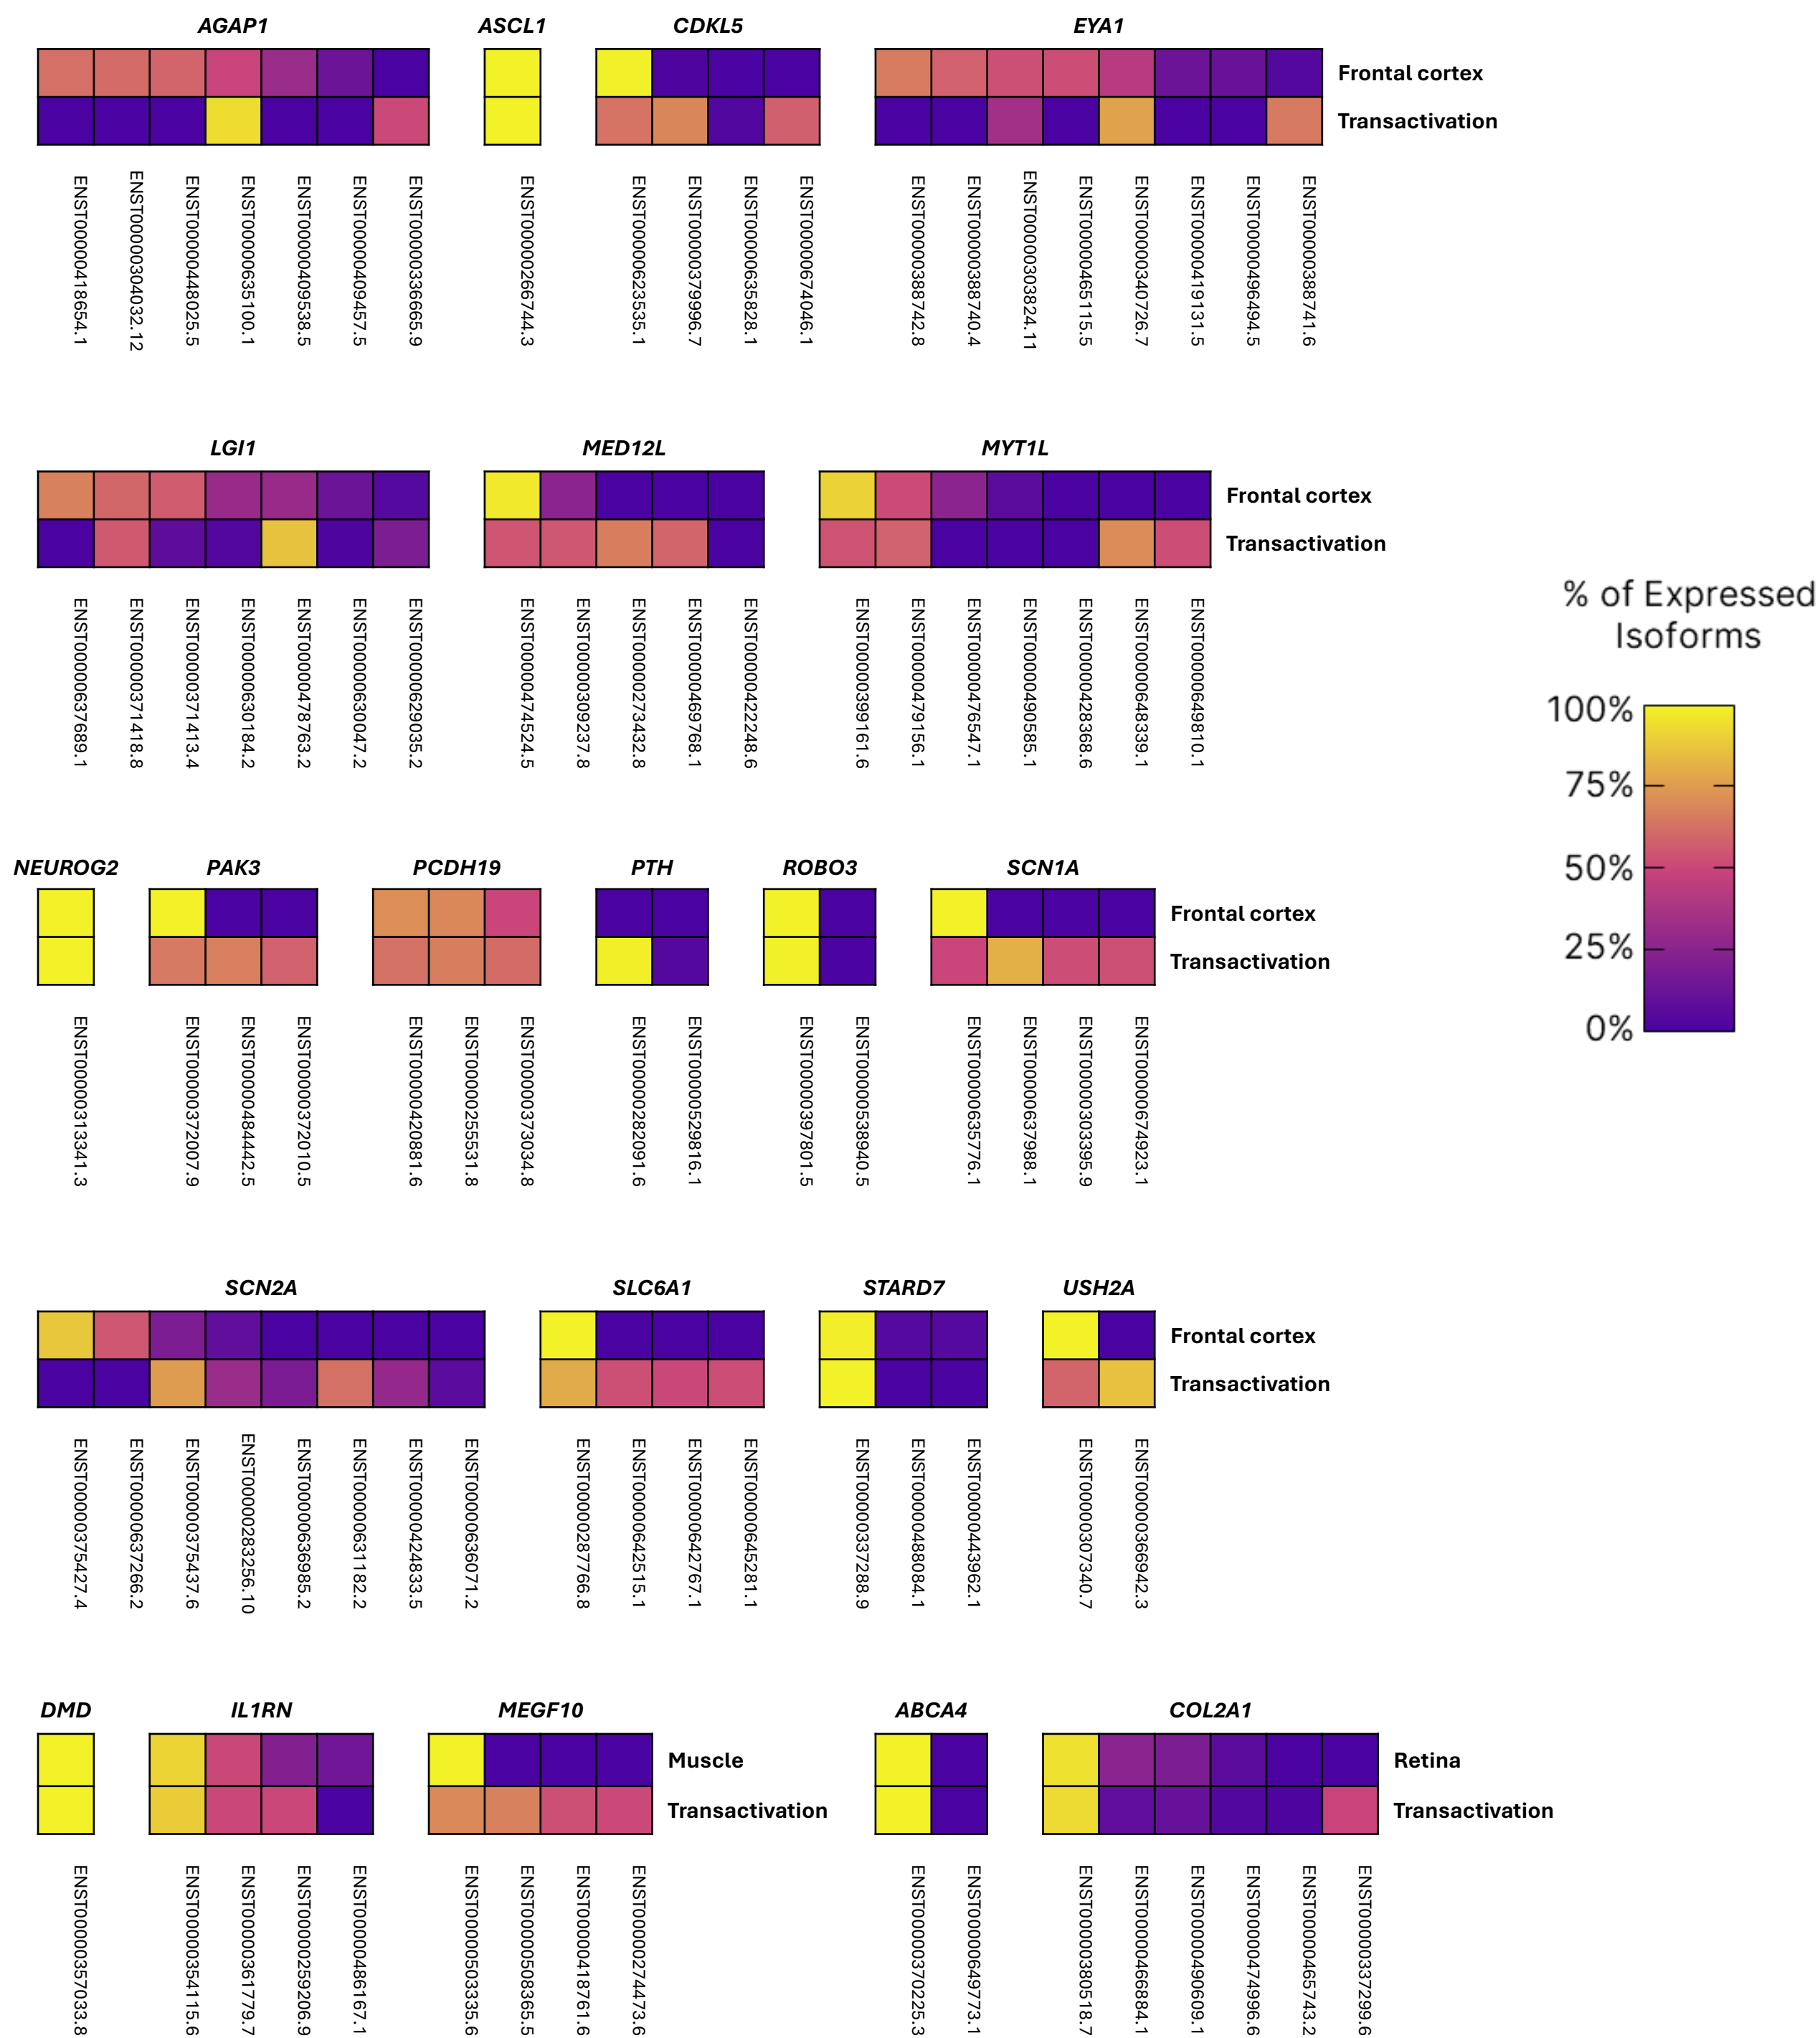 AGAP1 ASCL1 CDKL5 EYA1
Frontal cortex
Transactivation
ENST00000418654.1
ENST00000304032.12
ENST00000448025.5
ENST00000635100.1
ENST00000409538.5
ENST00000409457.5
ENST00000336665.9
ENST00000266744.3
ENST00000623535.1
ENST00000379996.7
ENST00000635828.1
ENST00000674046.1
ENST00000388742.8
ENST00000388740.4
ENST00000303824.11
ENST00000465115.5
ENST00000340726.7
ENST00000419131.5
ENST00000496494.5
ENST00000388741.6
LGI1 MED12L MYT1L
Frontal cortex
Transactivation
ENST00000637689.1
ENST00000371418.8
ENST00000371413.4
ENST00000630184.2
ENST00000478763.2
ENST00000630047.2
ENST00000629035.2
ENST00000474524.5
ENST00000309237.8
ENST00000273432.8
ENST00000469768.1
ENST00000422248.6
ENST00000399161.6
ENST00000479156.1
ENST00000476547.1
ENST00000490585.1
ENST00000428368.6
ENST00000648339.1
ENST00000649810.1
% of Expressed
Isoforms
100%
75%
50%
25%
0%
NEUROG2 PAK3 PCDH19 PTH ROBO3 SCN1A
Frontal cortex
Transactivation
ENST00000313341.3
ENST00000372007.9
ENST00000484442.5
ENST00000372010.5
ENST00000420881.6
ENST00000255531.8
ENST00000373034.8
ENST00000282091.6
ENST00000529816.1
ENST00000397801.5
ENST00000538940.5
ENST00000635776.1
ENST00000637988.1
ENST00000303395.9
ENST00000674923.1
SCN2A SLC6A1 STARD7 USH2A
Frontal cortex
Transactivation
ENST00000375427.4
ENST00000637266.2
ENST00000375437.6
ENST00000283256.10
ENST00000636985.2
ENST00000631182.2
ENST00000424833.5
ENST00000636071.2
ENST00000287766.8
ENST00000642515.1
ENST00000642767.1
ENST00000645281.1
ENST00000337288.9
ENST00000488084.1
ENST00000443962.1
ENST00000307340.7
ENST00000366942.3
DMD IL1RN MEGF10 ABCA4 COL2A1
Muscle
Transactivation
Retina
Transactivation
ENST00000357033.8
ENST00000354115.6
ENST00000361779.7
ENST00000259206.9
ENST00000486167.1
ENST00000503335.6
ENST00000508365.5
ENST00000418761.6
ENST00000274473.6
ENST00000370225.3
ENST00000649773.1
ENST00000380518.7
ENST00000466884.1
ENST00000490609.1
ENST00000474996.6
ENST00000465743.2
ENST00000337299.6